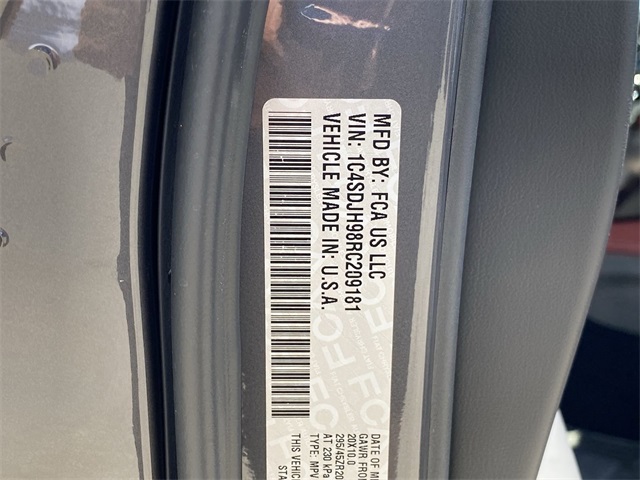 MFD BY: FCA US LLC
VIN: 1C4SDJH98RC209181
VEHICLE MADE IN: U.S.A.
DATE OF M
GAWR FRO
20X10.0
295/45ZR20
AT 230 kPa
TYPE: MPV
THIS VEHIC
STA